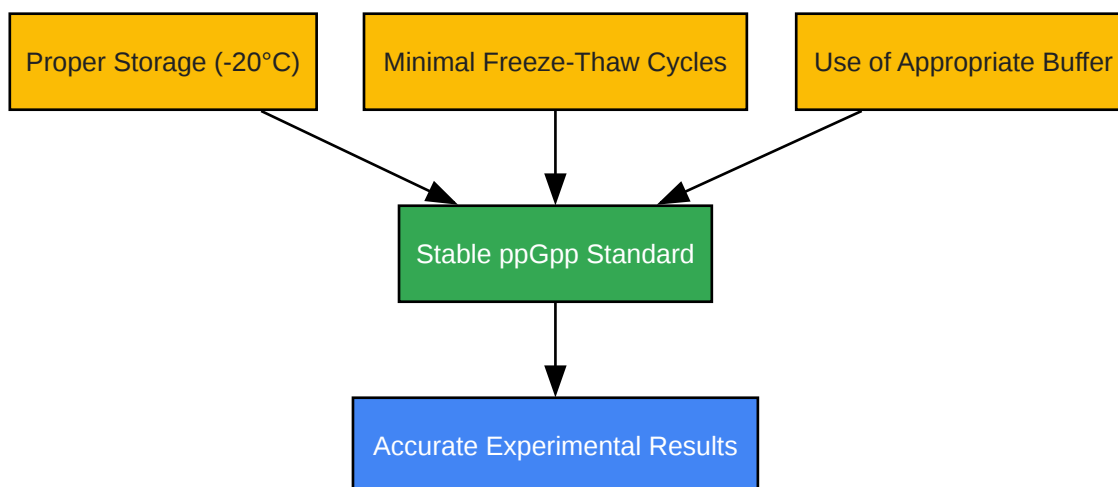 Proper Storage (-20°C)
Minimal Freeze-Thaw Cycles
Use of Appropriate Buffer
Stable ppGpp Standard
Accurate Experimental Results